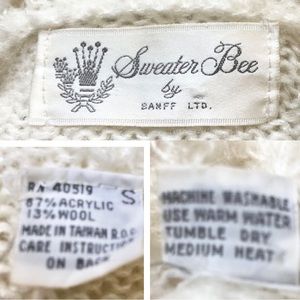 Sweater Bee
by
BANFF LTD.
RN 40519
S
87% ACRYLIC
13% WOOL
MADE IN TAIWAN R.O.C
CARE INSTRUCTION
ON BACK
MACHINE WASHABLE
USE WARM WATER
TUMBLE DRY
MEDIUM HEAT